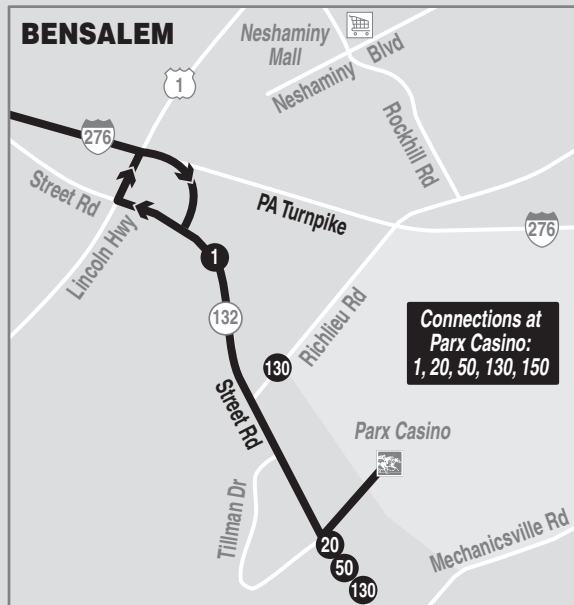 BENSALEM
Neshaminy
Mall
Neshaminy Blvd
1
Rockhill Rd
276
Street Rd
PA Turnpike
276
Lincoln Hwy
1
132
Richlieu Rd
Connections at
Parx Casino:
1, 20, 50, 130, 150
130
Street Rd
Parx Casino
Tillman Dr
20
Mechanicsville Rd
50
130